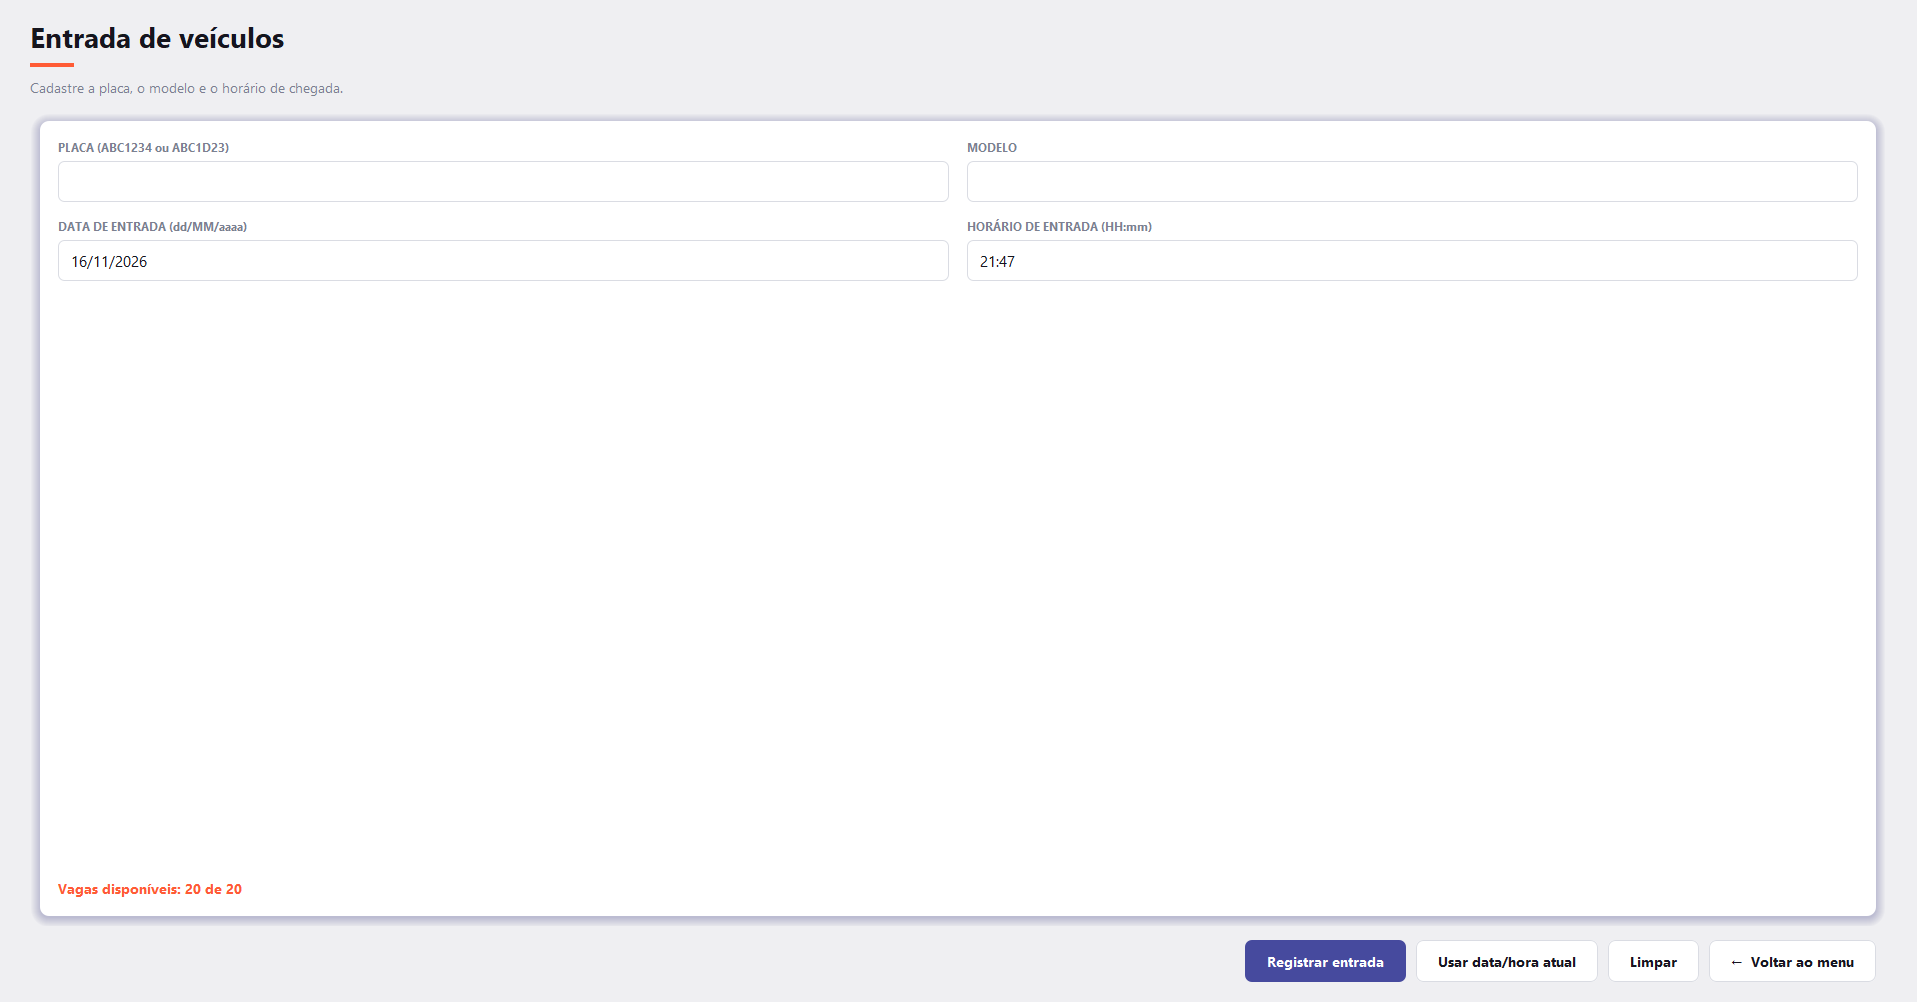 Entrada de veículos
Cadastre a placa, o modelo e o horário de chegada.
PLACA (ABC1234 ou ABC1D23)
MODELO
DATA DE ENTRADA (dd/MM/aaaa)
HORÁRIO DE ENTRADA (HH:mm)
16/11/2026
21:47
Vagas disponíveis: 20 de 20
Registrar entrada
Usar data/hora atual
Limpar
← Voltar ao menu